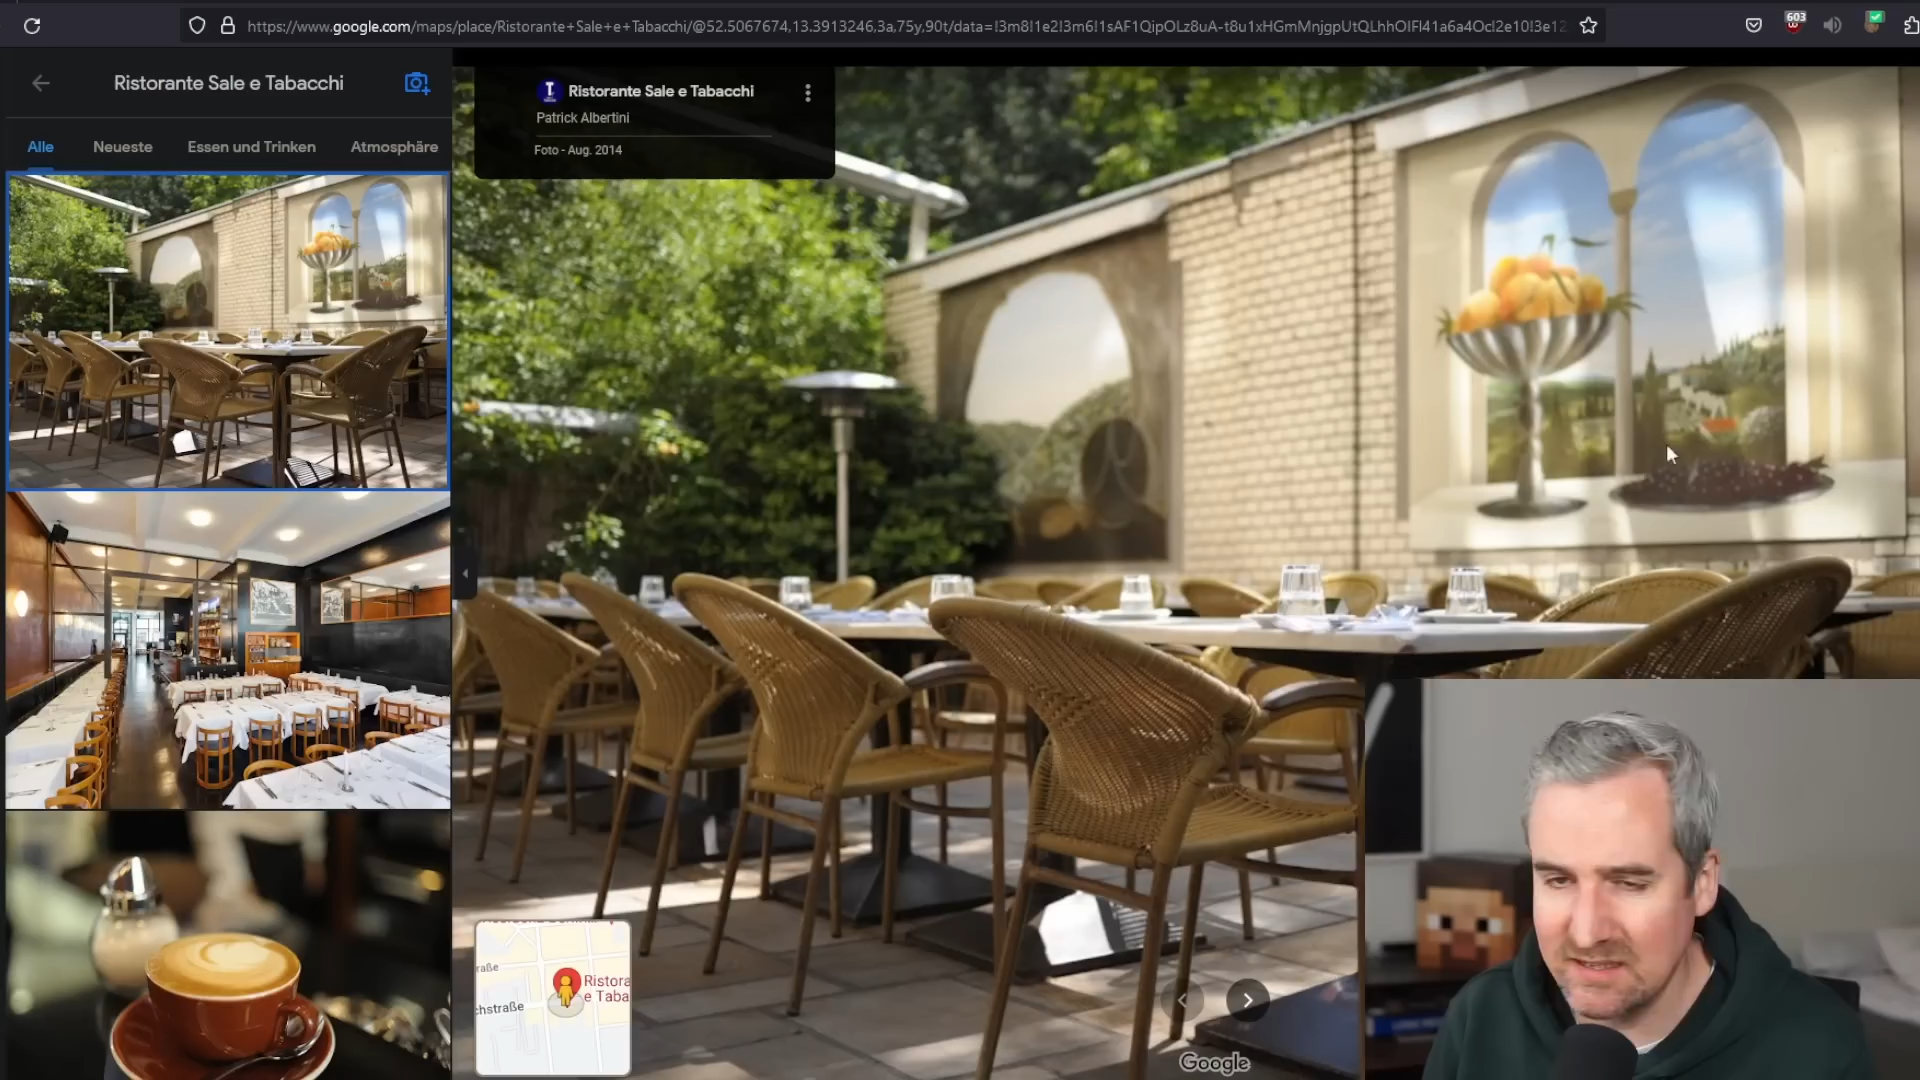 https://www.google.com/maps/place/Ristorante+Sale+e+Tabacchi/@52.5067674,13.3913246,3a,75y,90t/data=!3m8!1e2!3m6!1sAF1QipOLz8uA-t8u1xHGmMnjgpUtQLhhOIFI41a6a4Ocl2e10!3e12
603
Ristorante Sale e Tabacchi
Alle Neueste Essen und Trinken Atmosphäre
Ristorante Sale e Tabacchi
Patrick Albertini
Foto - Aug. 2014
raße
Ristora
e Taba
chstraße
Google